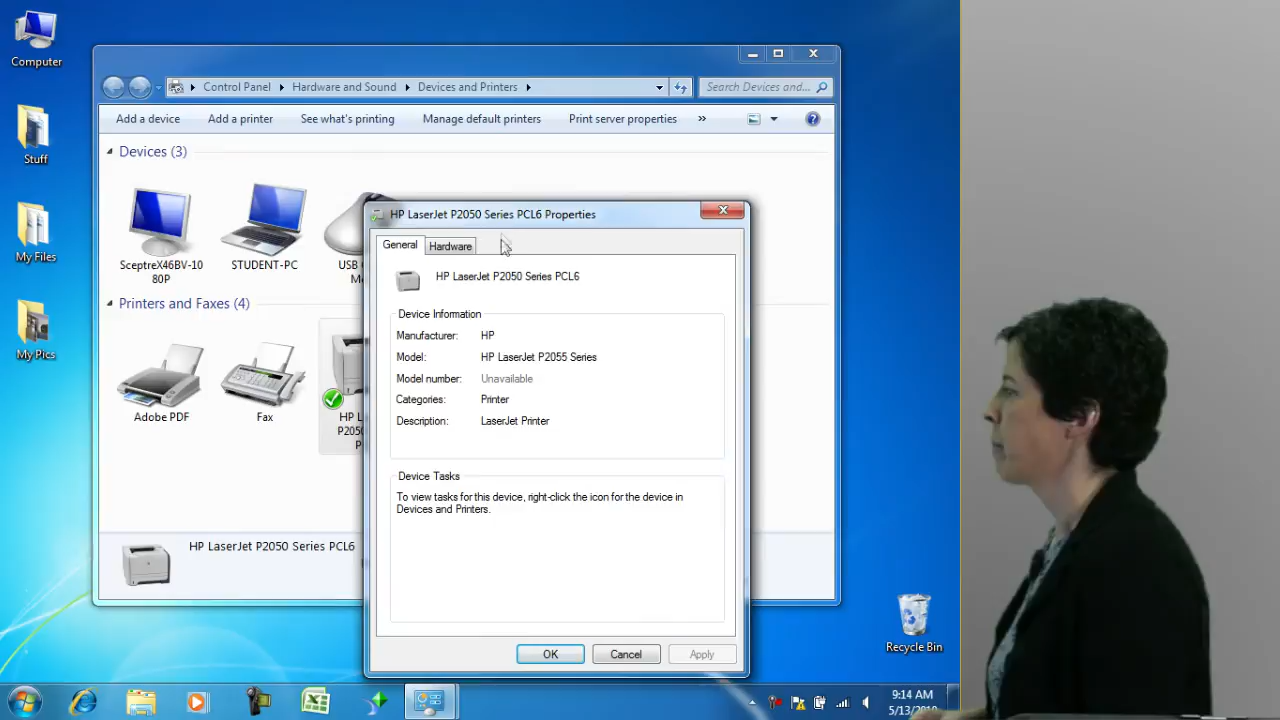 Computer
Stuff
My Files
My Pics
Control Panel
Hardware and Sound
Devices and Printers
Search Devices and...
Add a device
Add a printer
See what's printing
Manage default printers
Print server properties
»
Devices (3)
SceptreX46BV-10
80P
STUDENT-PC
USB
Printers and Faxes (4)
Adobe PDF
Fax
HP L
P205
P
HP LaserJet P2050 Series PCL6
HP LaserJet P2050 Series PCL6 Properties
General
Hardware
HP LaserJet P2050 Series PCL6
Device Information
Manufacturer: HP
Model: HP LaserJet P2055 Series
Model number: Unavailable
Categories: Printer
Description: LaserJet Printer
Device Tasks
To view tasks for this device, right-click the icon for the device in
Devices and Printers.
OK
Cancel
Apply
Recycle Bin
9:14 AM